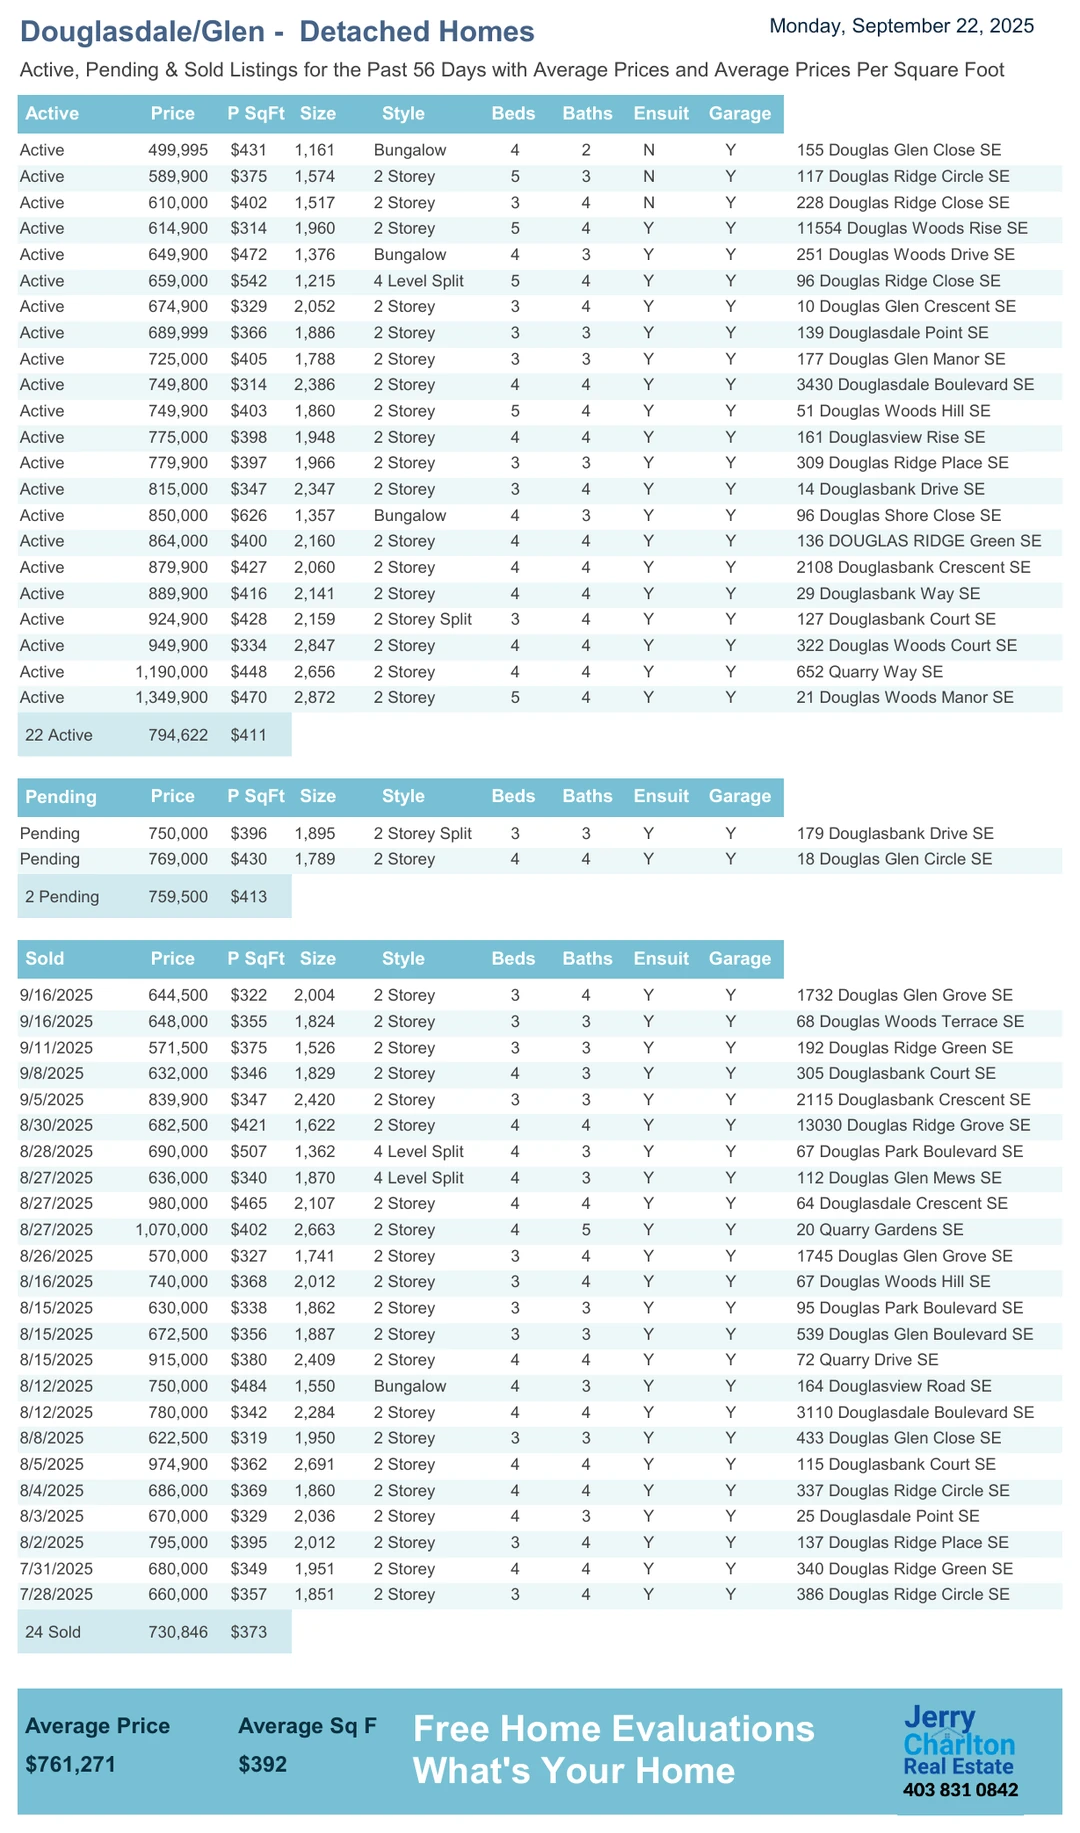 Douglasdale/Glen -  Detached Homes
Monday, September 22, 2025
Active, Pending & Sold Listings for the Past 56 Days with Average Prices and Average Prices Per Square Foot
Active Price P SqFt Size Style Beds Baths Ensuit Garage
Active 499,995 $431 1,161 Bungalow 4 2 N Y 155 Douglas Glen Close SE
Active 589,900 $375 1,574 2 Storey 5 3 N Y 117 Douglas Ridge Circle SE
Active 610,000 $402 1,517 2 Storey 3 4 N Y 228 Douglas Ridge Close SE
Active 614,900 $314 1,960 2 Storey 5 4 Y Y 11554 Douglas Woods Rise SE
Active 649,900 $472 1,376 Bungalow 4 3 Y Y 251 Douglas Woods Drive SE
Active 659,000 $542 1,215 4 Level Split 5 4 Y Y 96 Douglas Ridge Close SE
Active 674,900 $329 2,052 2 Storey 3 4 Y Y 10 Douglas Glen Crescent SE
Active 689,999 $366 1,886 2 Storey 3 3 Y Y 139 Douglasdale Point SE
Active 725,000 $405 1,788 2 Storey 3 3 Y Y 177 Douglas Glen Manor SE
Active 749,800 $314 2,386 2 Storey 4 4 Y Y 3430 Douglasdale Boulevard SE
Active 749,900 $403 1,860 2 Storey 5 4 Y Y 51 Douglas Woods Hill SE
Active 775,000 $398 1,948 2 Storey 4 4 Y Y 161 Douglasview Rise SE
Active 779,900 $397 1,966 2 Storey 3 3 Y Y 309 Douglas Ridge Place SE
Active 815,000 $347 2,347 2 Storey 3 4 Y Y 14 Douglasbank Drive SE
Active 850,000 $626 1,357 Bungalow 4 3 Y Y 96 Douglas Shore Close SE
Active 864,000 $400 2,160 2 Storey 4 4 Y Y 136 DOUGLAS RIDGE Green SE
Active 879,900 $427 2,060 2 Storey 4 4 Y Y 2108 Douglasbank Crescent SE
Active 889,900 $416 2,141 2 Storey 4 4 Y Y 29 Douglasbank Way SE
Active 924,900 $428 2,159 2 Storey Split 3 4 Y Y 127 Douglasbank Court SE
Active 949,900 $334 2,847 2 Storey 4 4 Y Y 322 Douglas Woods Court SE
Active 1,190,000 $448 2,656 2 Storey 4 4 Y Y 652 Quarry Way SE
Active 1,349,900 $470 2,872 2 Storey 5 4 Y Y 21 Douglas Woods Manor SE
22 Active 794,622 $411
Pending Price P SqFt Size Style Beds Baths Ensuit Garage
Pending 750,000 $396 1,895 2 Storey Split 3 3 Y Y 179 Douglasbank Drive SE
Pending 769,000 $430 1,789 2 Storey 4 4 Y Y 18 Douglas Glen Circle SE
2 Pending 759,500 $413
Sold Price P SqFt Size Style Beds Baths Ensuit Garage
9/16/2025 644,500 $322 2,004 2 Storey 3 4 Y Y 1732 Douglas Glen Grove SE
9/16/2025 648,000 $355 1,824 2 Storey 3 3 Y Y 68 Douglas Woods Terrace SE
9/11/2025 571,500 $375 1,526 2 Storey 3 3 Y Y 192 Douglas Ridge Green SE
9/8/2025 632,000 $346 1,829 2 Storey 4 3 Y Y 305 Douglasbank Court SE
9/5/2025 839,900 $347 2,420 2 Storey 3 3 Y Y 2115 Douglasbank Crescent SE
8/30/2025 682,500 $421 1,622 2 Storey 4 4 Y Y 13030 Douglas Ridge Grove SE
8/28/2025 690,000 $507 1,362 4 Level Split 4 3 Y Y 67 Douglas Park Boulevard SE
8/27/2025 636,000 $340 1,870 4 Level Split 4 3 Y Y 112 Douglas Glen Mews SE
8/27/2025 980,000 $465 2,107 2 Storey 4 4 Y Y 64 Douglasdale Crescent SE
8/27/2025 1,070,000 $402 2,663 2 Storey 4 5 Y Y 20 Quarry Gardens SE
8/26/2025 570,000 $327 1,741 2 Storey 3 4 Y Y 1745 Douglas Glen Grove SE
8/16/2025 740,000 $368 2,012 2 Storey 3 4 Y Y 67 Douglas Woods Hill SE
8/15/2025 630,000 $338 1,862 2 Storey 3 3 Y Y 95 Douglas Park Boulevard SE
8/15/2025 672,500 $356 1,887 2 Storey 3 3 Y Y 539 Douglas Glen Boulevard SE
8/15/2025 915,000 $380 2,409 2 Storey 4 4 Y Y 72 Quarry Drive SE
8/12/2025 750,000 $484 1,550 Bungalow 4 3 Y Y 164 Douglasview Road SE
8/12/2025 780,000 $342 2,284 2 Storey 4 4 Y Y 3110 Douglasdale Boulevard SE
8/8/2025 622,500 $319 1,950 2 Storey 3 3 Y Y 433 Douglas Glen Close SE
8/5/2025 974,900 $362 2,691 2 Storey 4 4 Y Y 115 Douglasbank Court SE
8/4/2025 686,000 $369 1,860 2 Storey 4 4 Y Y 337 Douglas Ridge Circle SE
8/3/2025 670,000 $329 2,036 2 Storey 4 3 Y Y 25 Douglasdale Point SE
8/2/2025 795,000 $395 2,012 2 Storey 3 4 Y Y 137 Douglas Ridge Place SE
7/31/2025 680,000 $349 1,951 2 Storey 4 4 Y Y 340 Douglas Ridge Green SE
7/28/2025 660,000 $357 1,851 2 Storey 3 4 Y Y 386 Douglas Ridge Circle SE
24 Sold 730,846 $373
Average Price Average Sq F
$761,271 $392
Free Home Evaluations
What's Your Home
Jerry
Charlton
Real Estate
403 831 0842